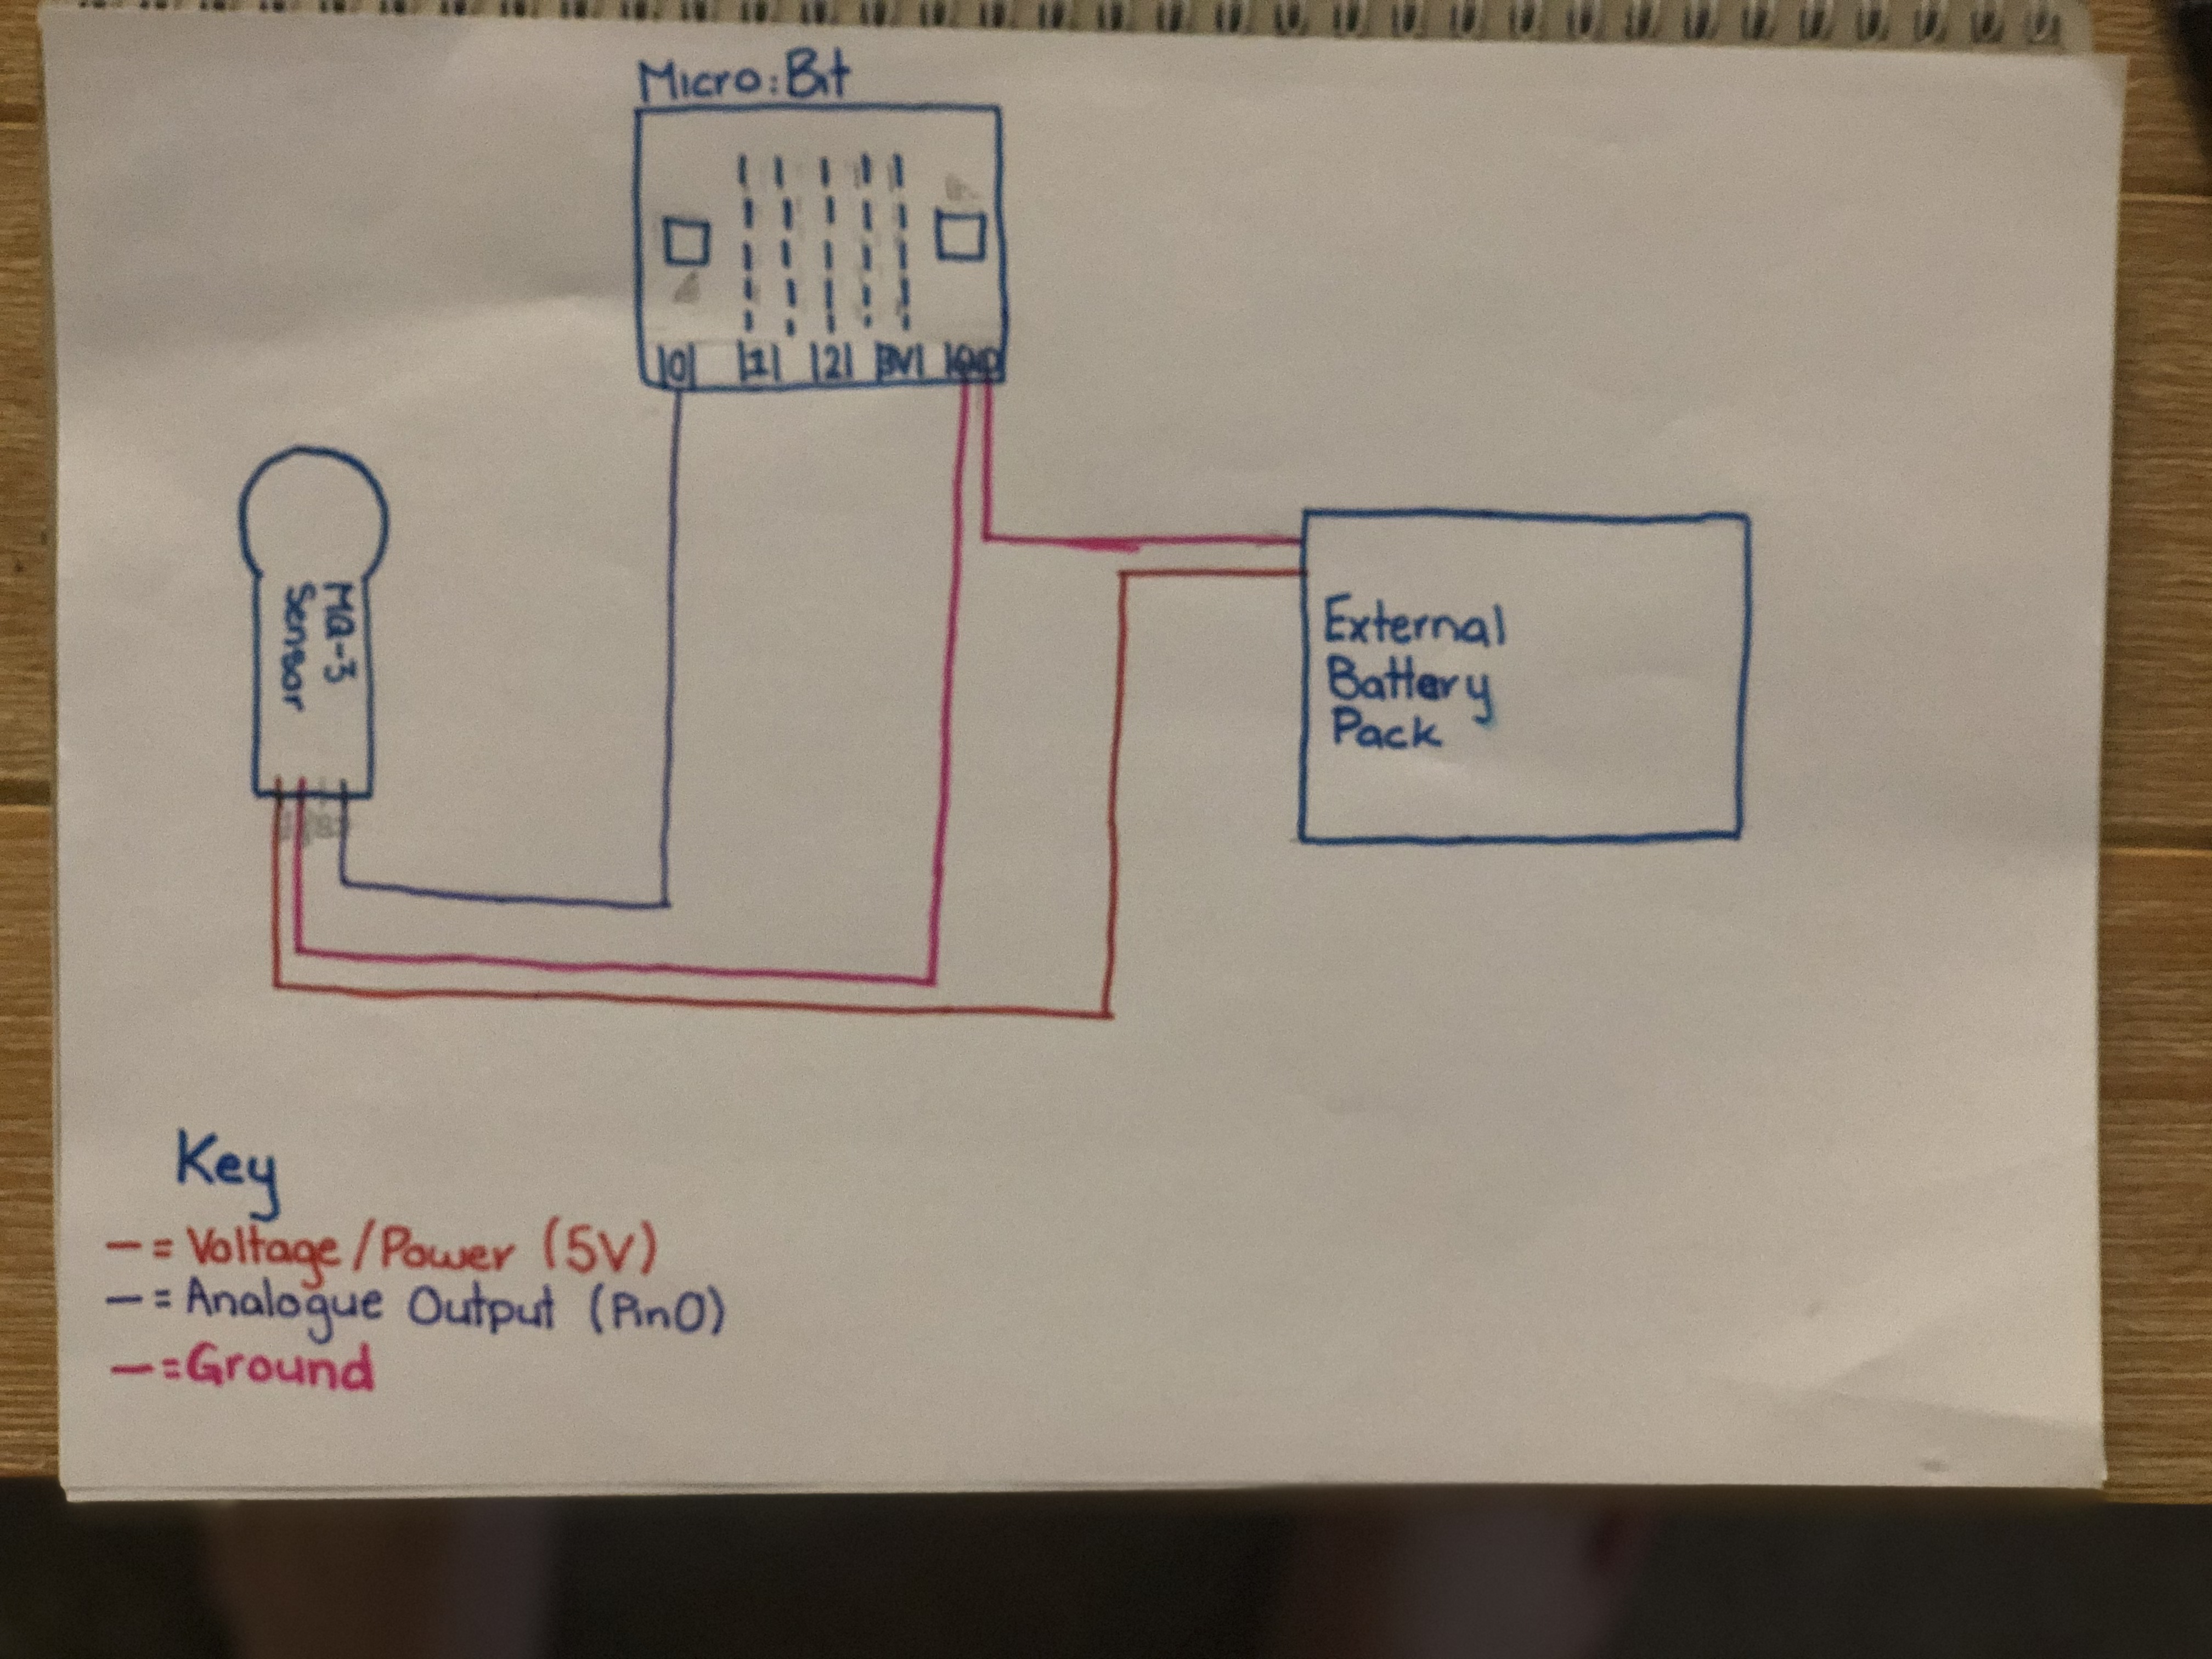 Micro:Bit
0 1 2 3V GND
MQ-3
Sensor
External
Battery
Pack
Key
— = Voltage/Power (5V)
— = Analogue Output (Pin0)
— = Ground